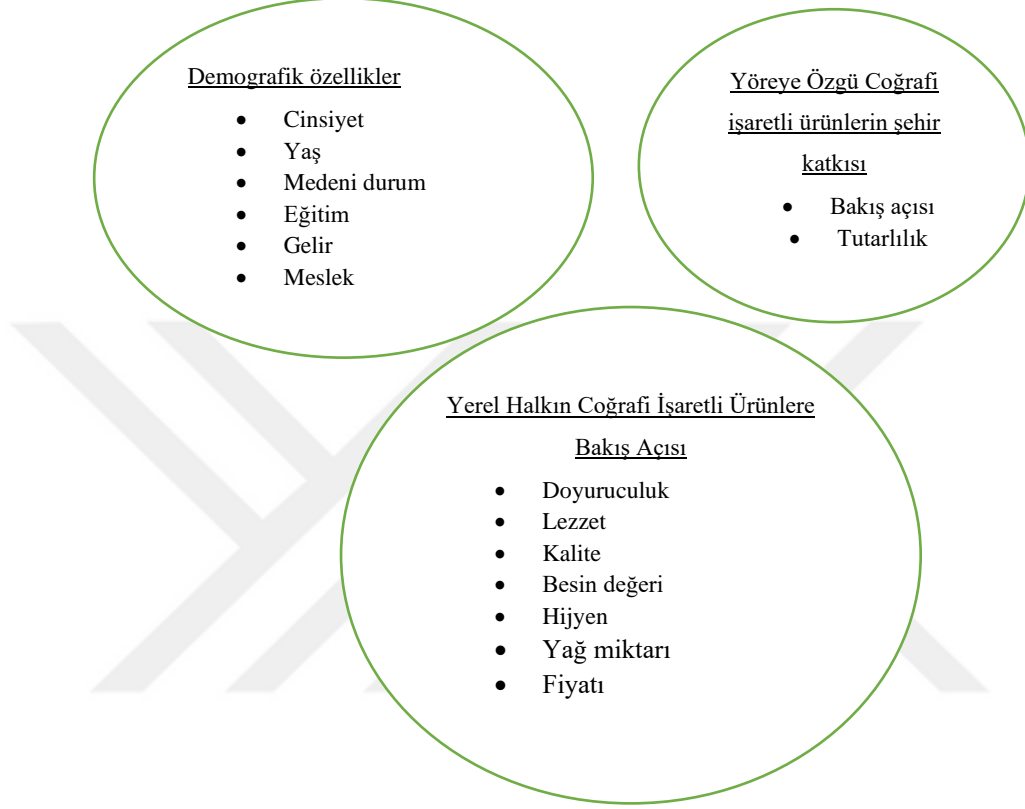 Demografik özellikler
• Cinsiyet
• Yaş
• Medeni durum
• Eğitim
• Gelir
• Meslek
Yöreye Özgü Coğrafi
işaretli ürünlerin şehir
katkısı
• Bakış açısı
• Tutarlılık
Yerel Halkın Coğrafi İşaretli Ürünlere
Bakış Açısı
• Doyuruculuk
• Lezzet
• Kalite
• Besin değeri
• Hijyen
• Yağ miktarı
• Fiyatı